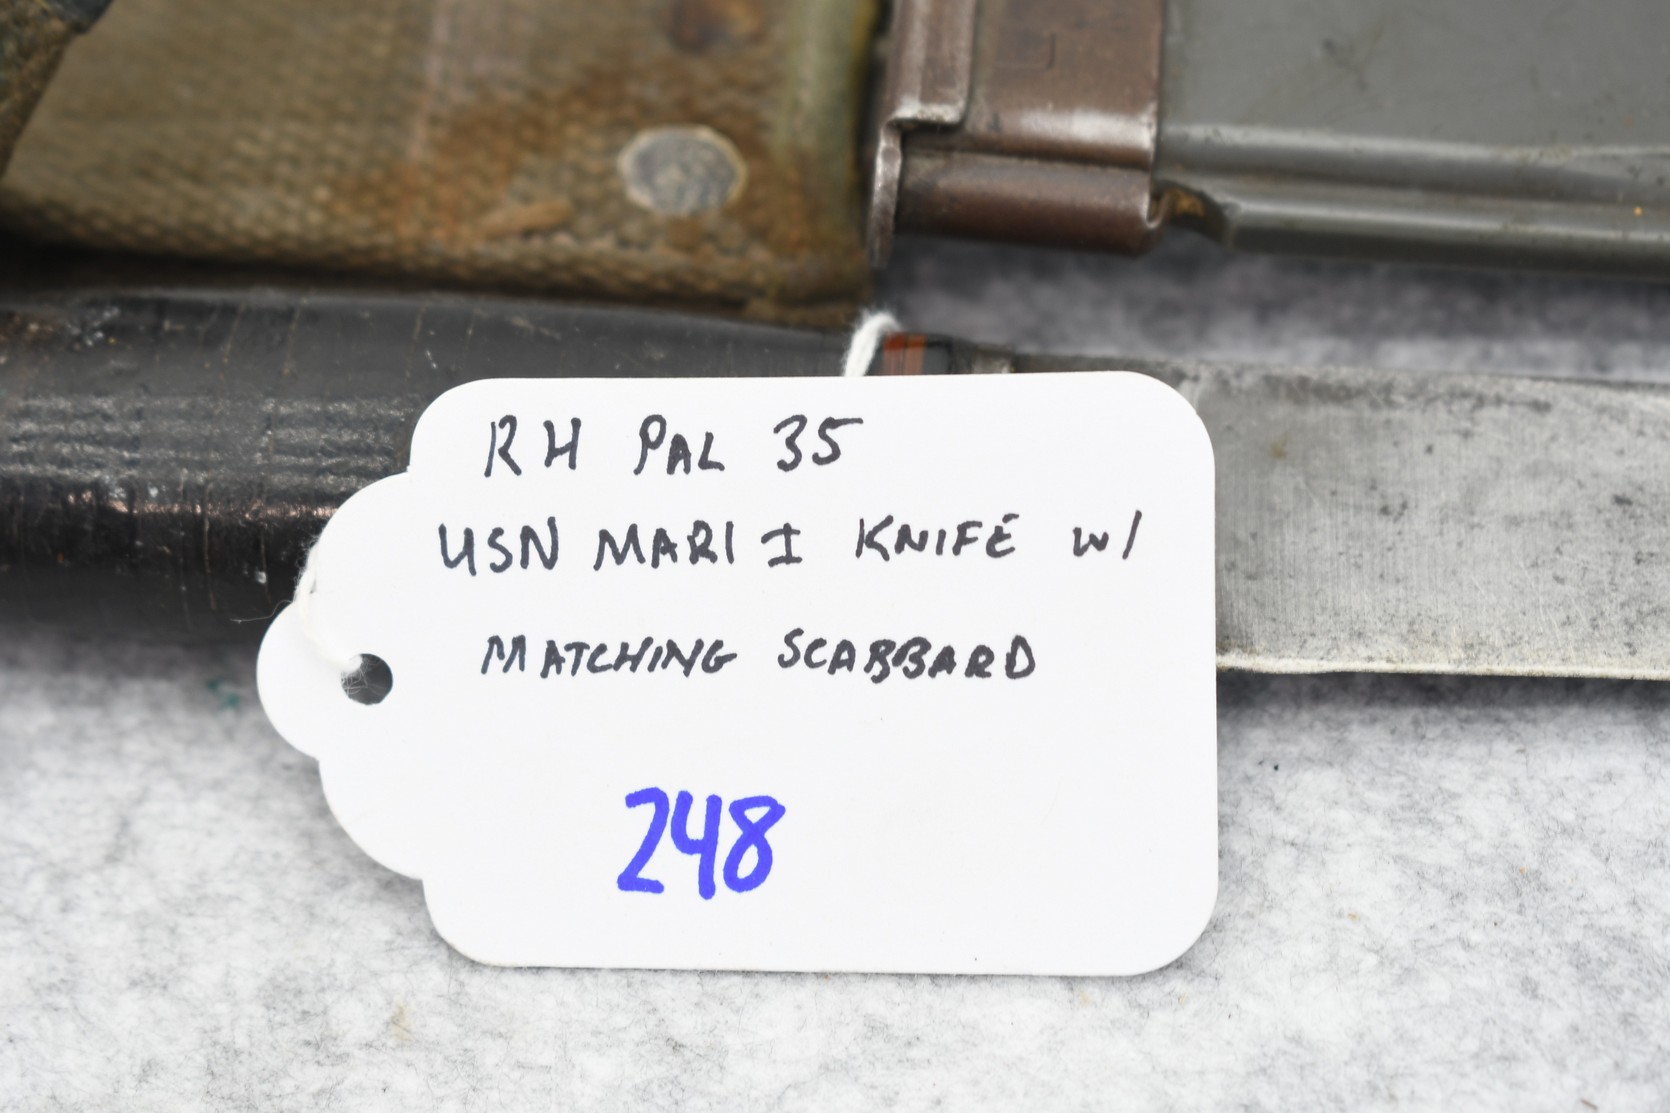 RH PAL 35
USN MARI I KNIFE W/
MATCHING SCABBARD
248